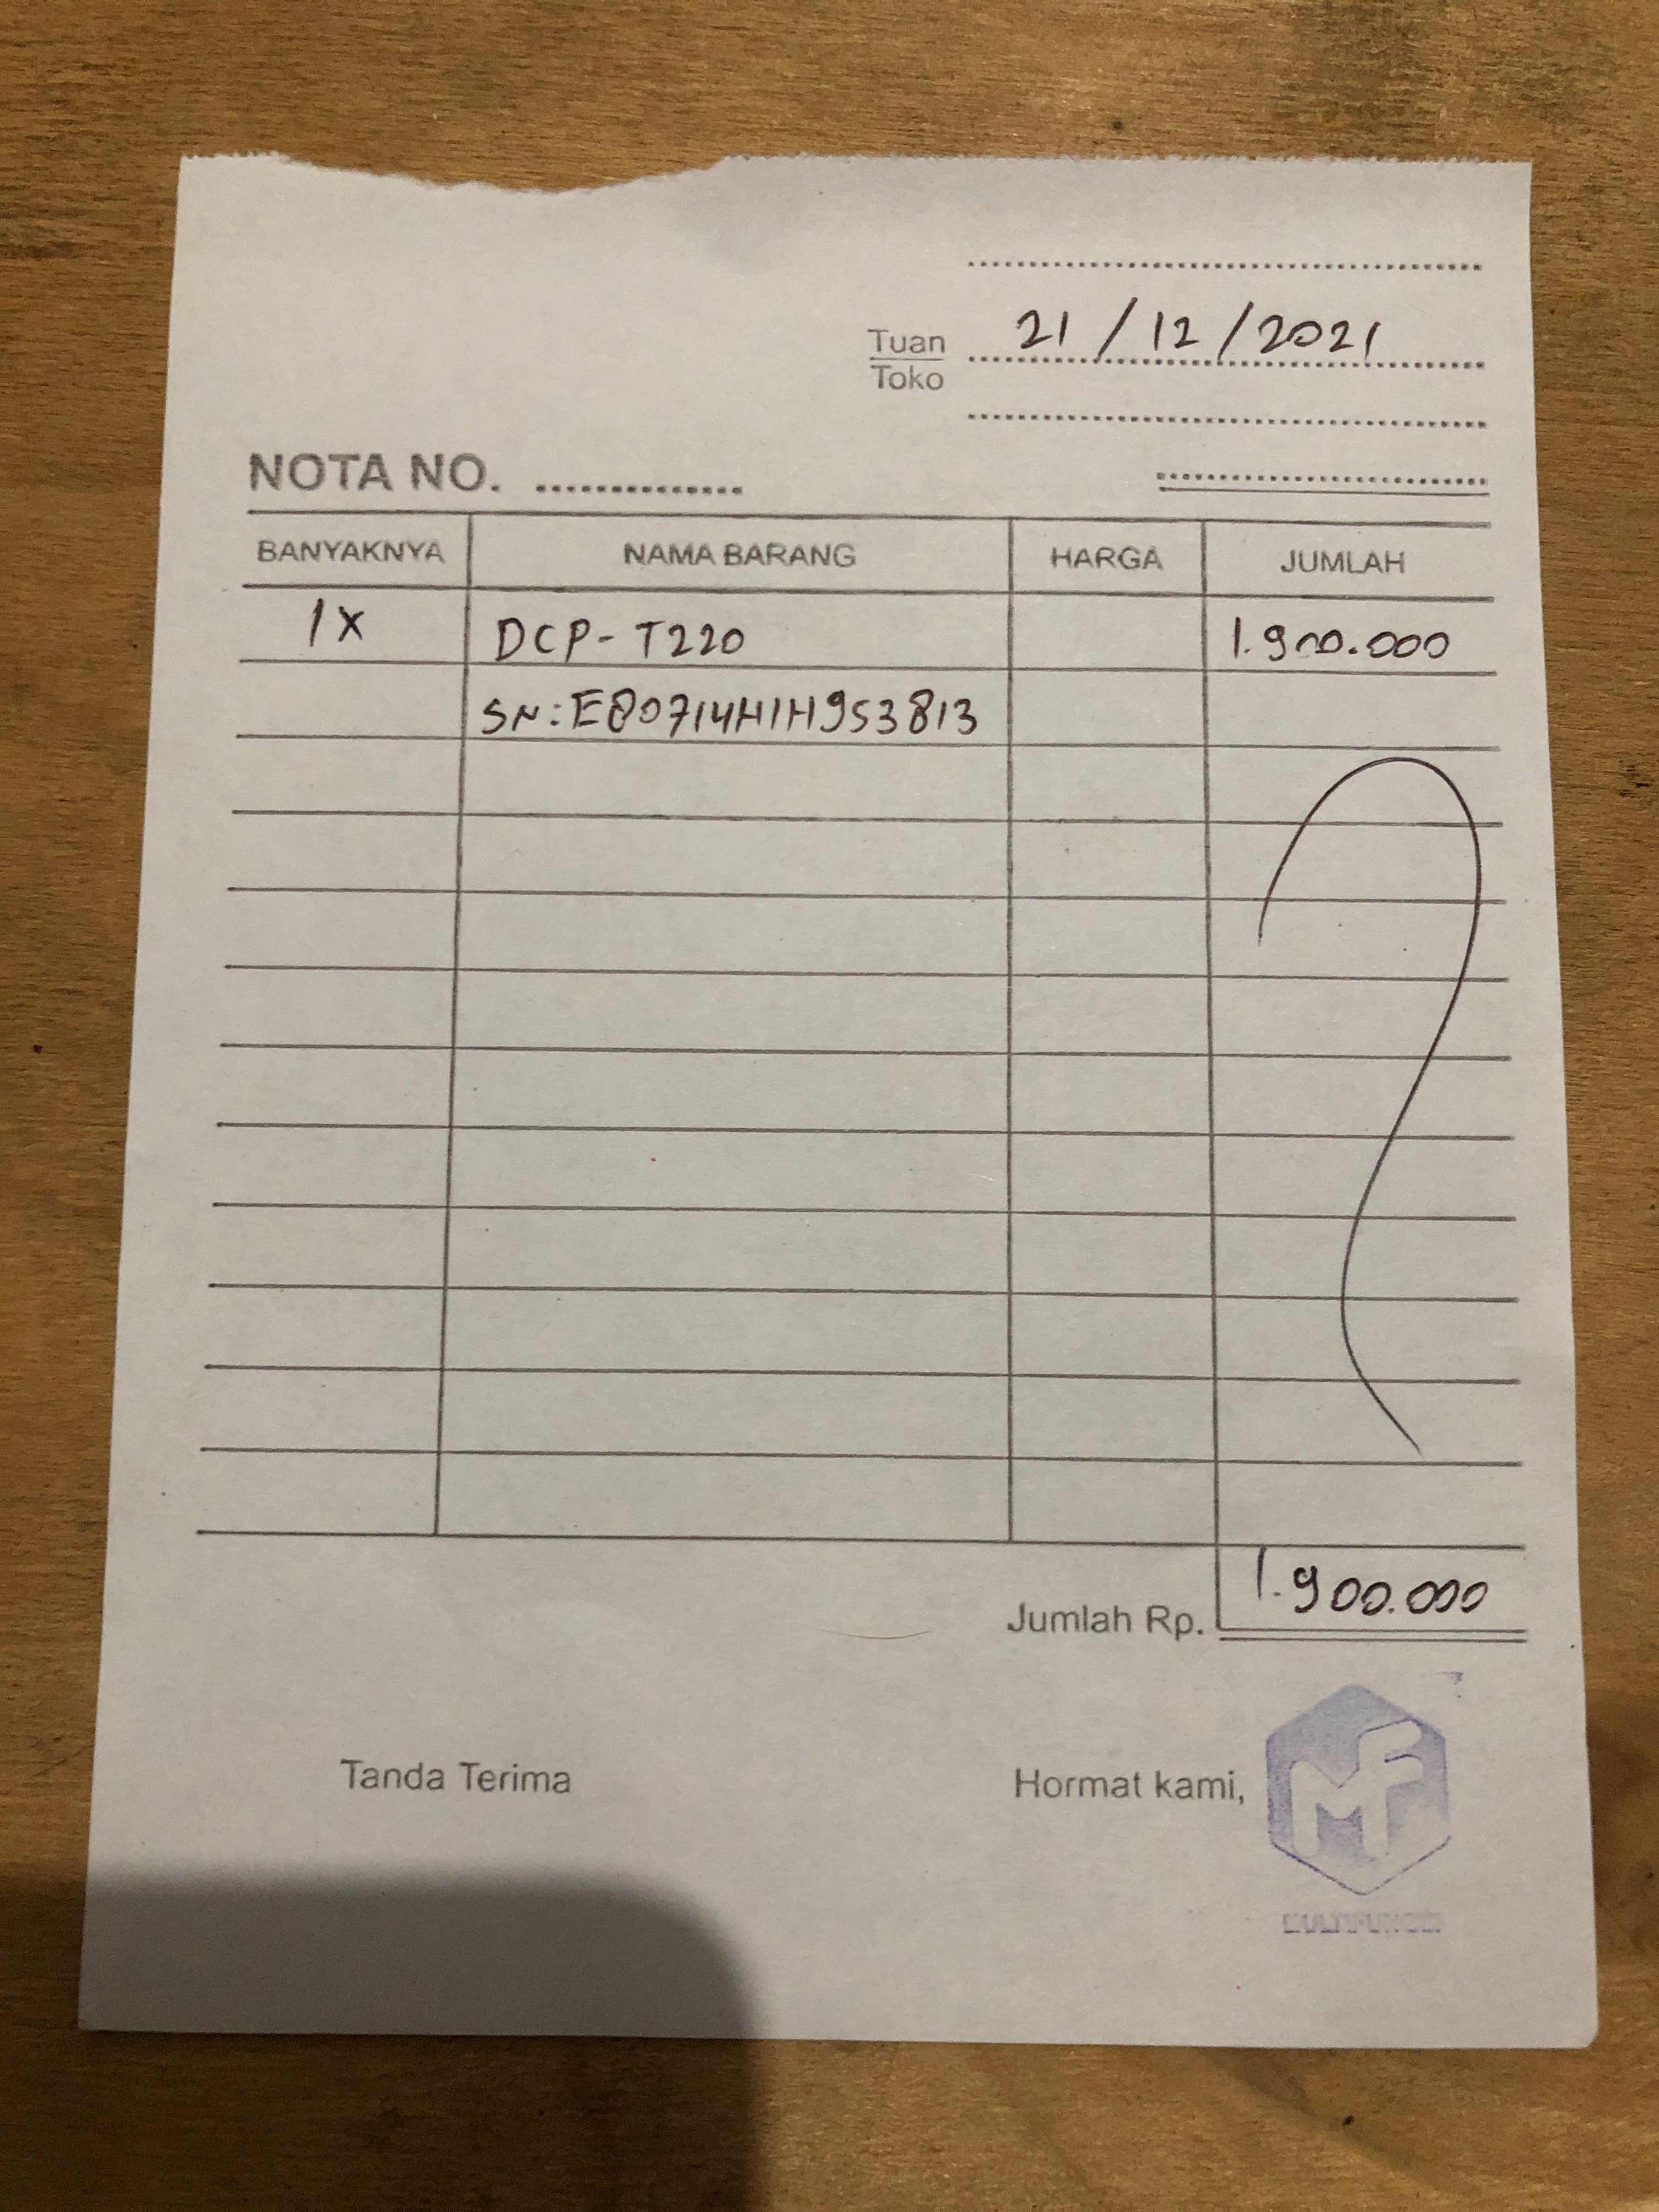 21/12/2021
Tuan
Toko
NOTA NO.
BANYAKNYA NAMA BARANG HARGA JUMLAH
1X DCP-T220 1.900.000
SN:E80714H1H953813
Jumlah Rp. 1.900.000
Tanda Terima Hormat kami,
MF